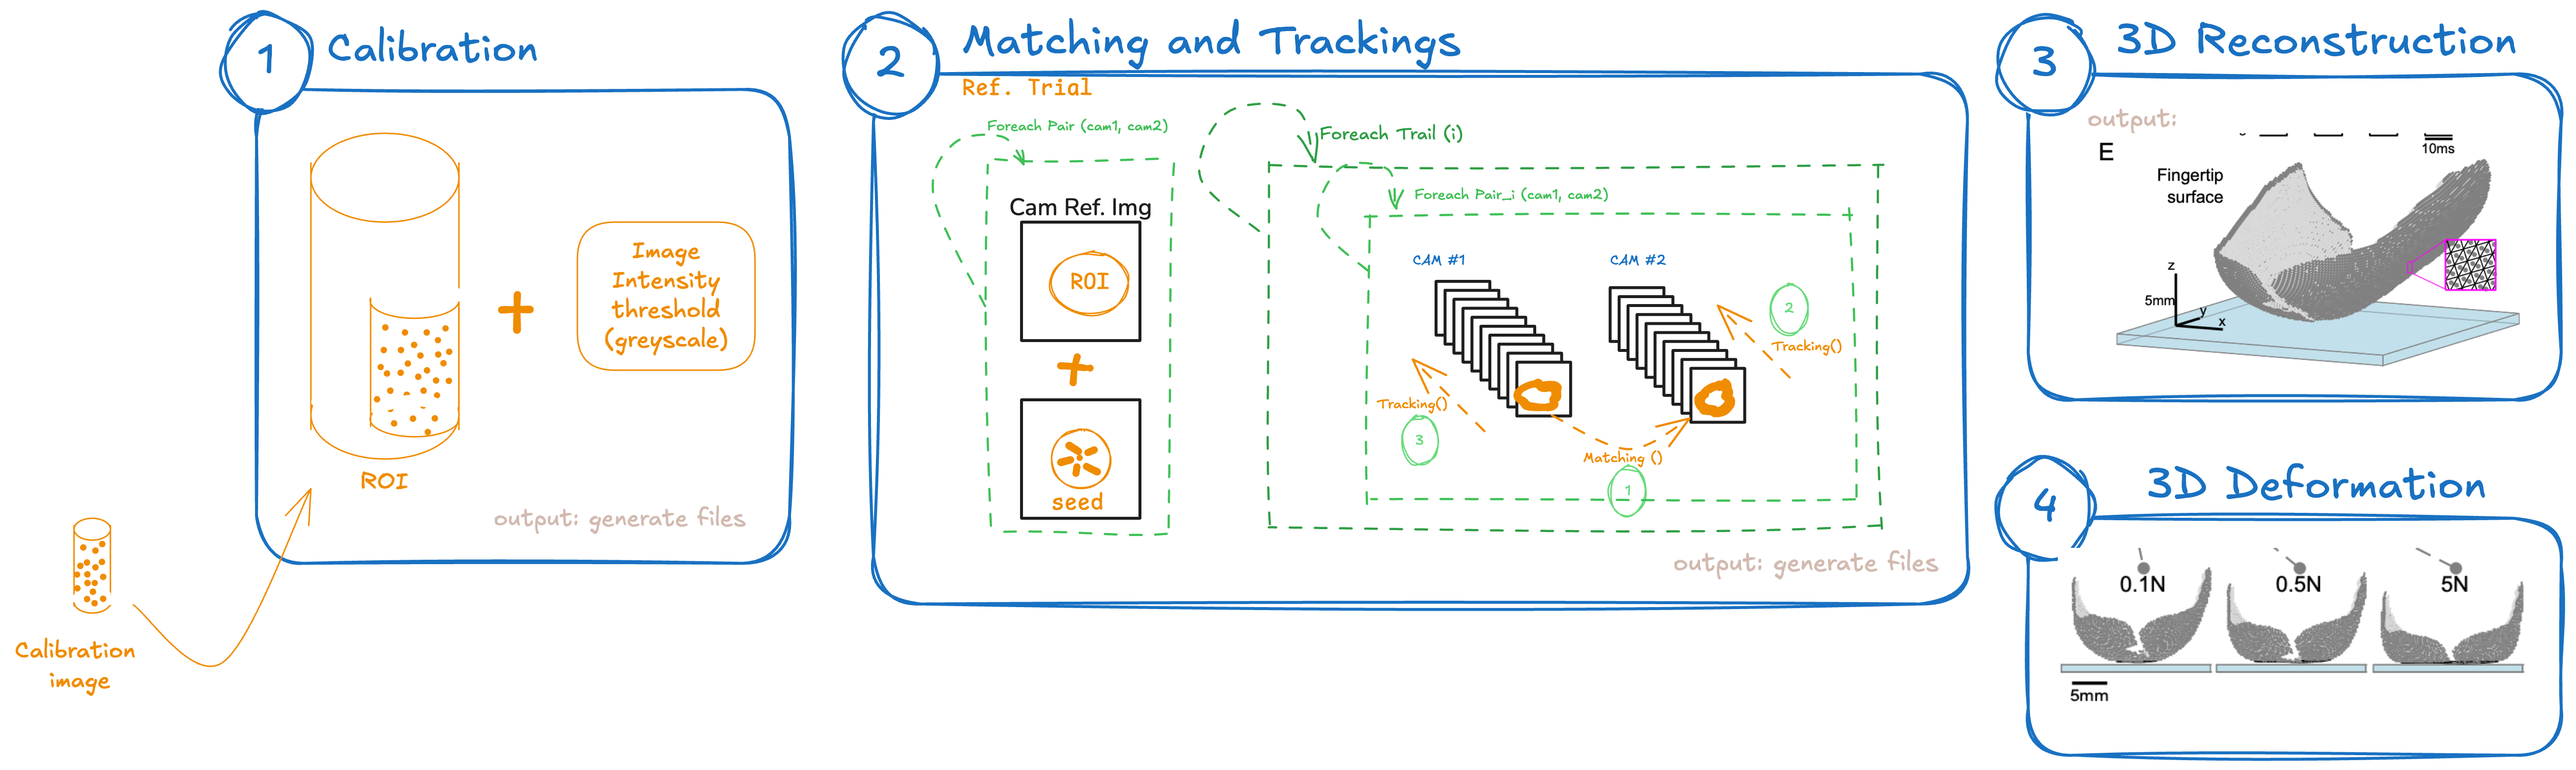 1
Calibration
Image
Intensity
threshold
(greyscale)
ROI
output: generate files
Calibration
image
2
Matching and Trackings
Ref. Trial
Foreach Pair (cam1, cam2)
Cam Ref. Img
ROI
seed
Foreach Trail (i)
Foreach Pair_i (cam1, cam2)
CAM #1
CAM #2
2
Tracking()
Tracking()
3
Matching ()
1
output: generate files
3
3D Reconstruction
output:
10ms
E
Fingertip
surface
z
5mm
y
x
4
3D Deformation
0.1N
0.5N
5N
5mm